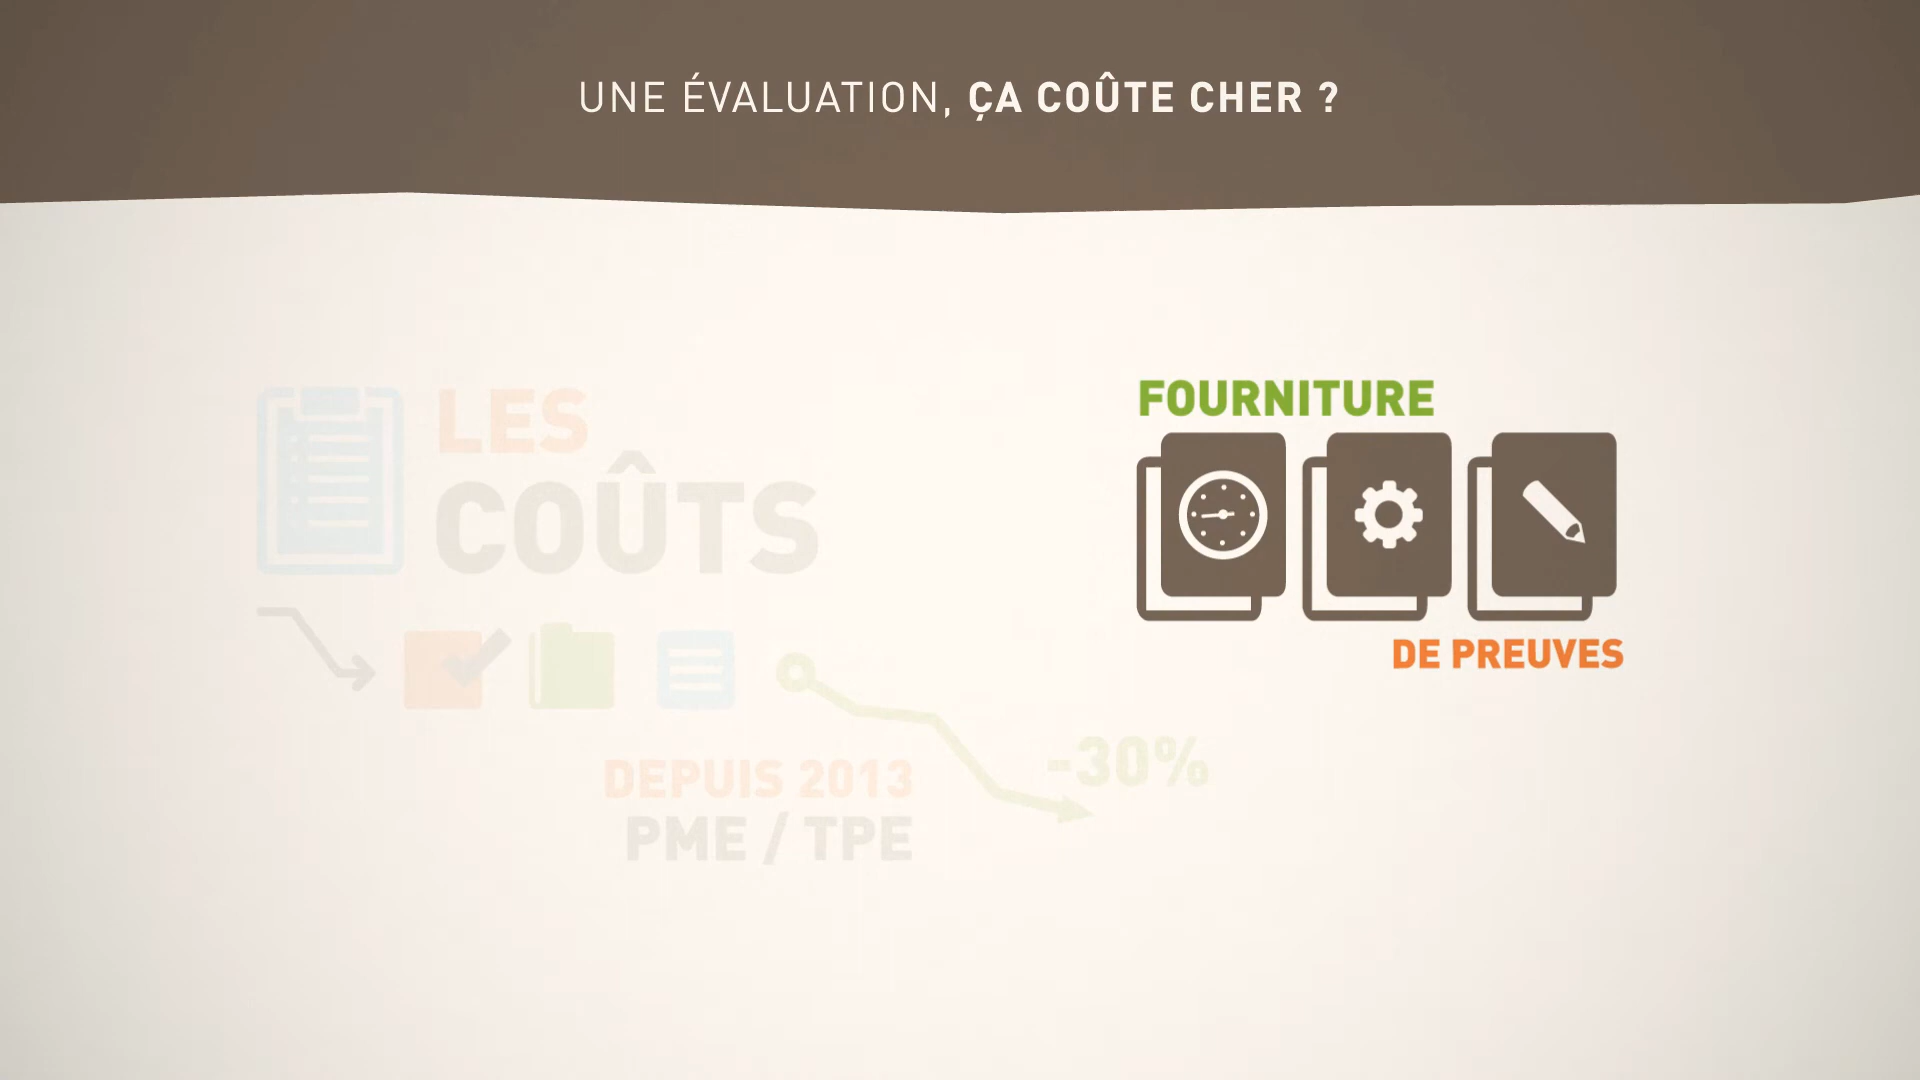 UNE ÉVALUATION, ÇA COÛTE CHER ?
LES
COÛTS
DEPUIS 2013
PME / TPE
-30%
FOURNITURE
DE PREUVES